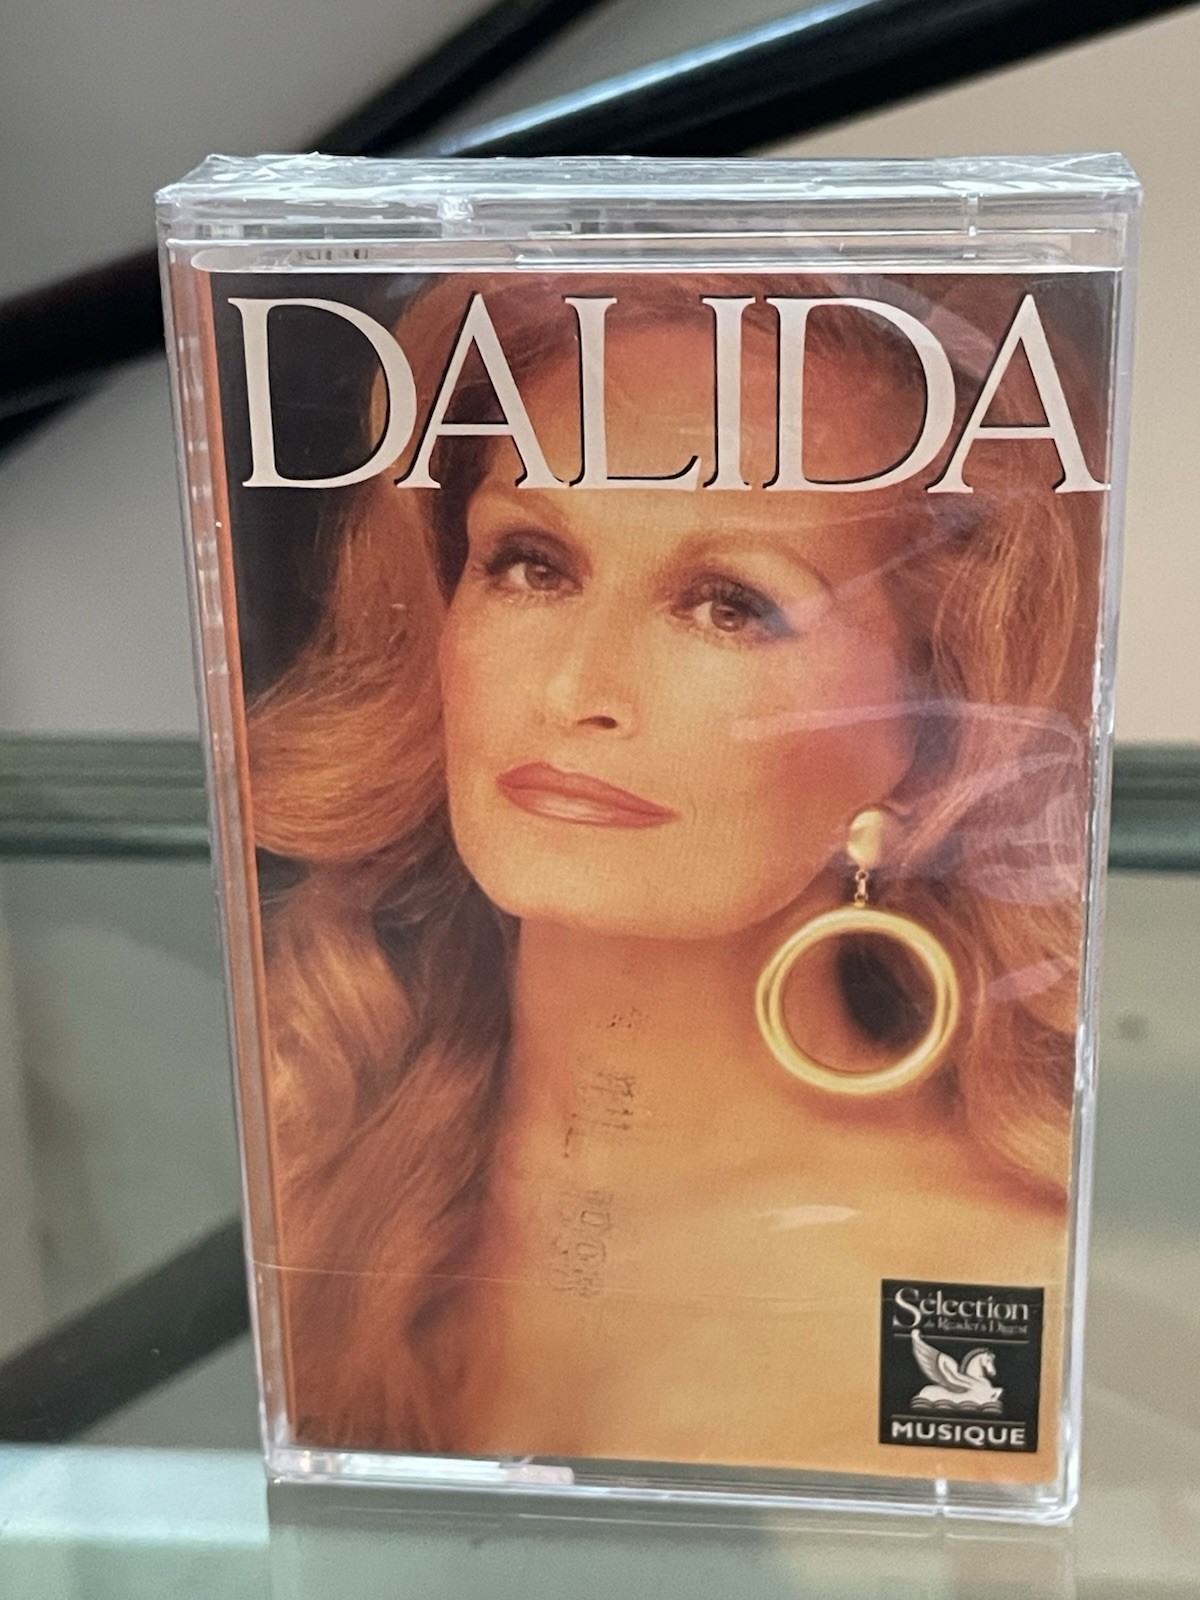 DALIDA
Sélection
du Reader's Digest
MUSIQUE